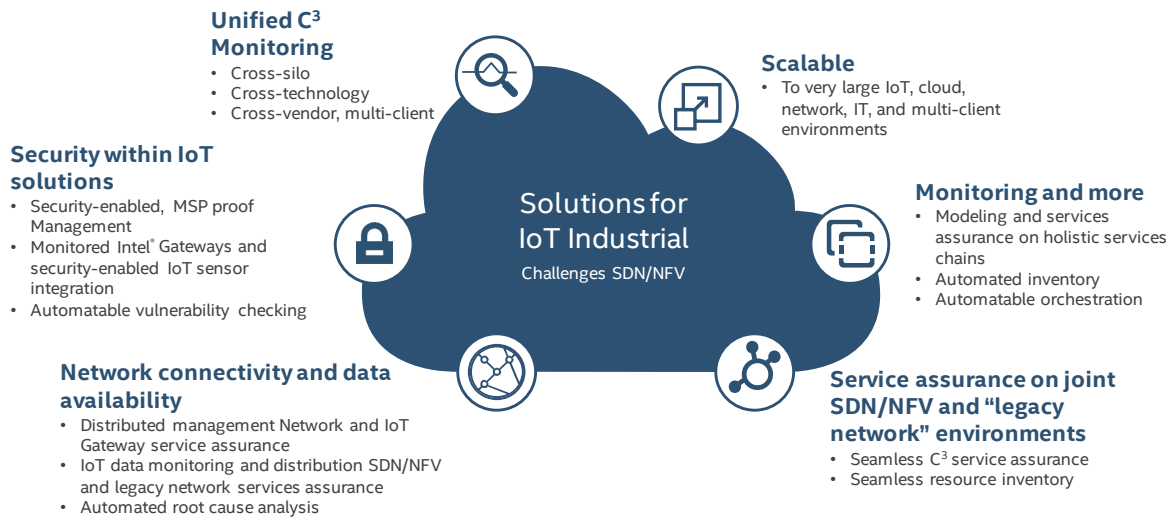 Unified C³
Monitoring
• Cross-silo
• Cross-technology
• Cross-vendor, multi-client
Scalable
• To very large IoT, cloud,
network, IT, and multi-client
environments
Security within IoT
solutions
• Security-enabled, MSP proof
Management
• Monitored Intel® Gateways and
security-enabled IoT sensor
integration
• Automatable vulnerability checking
Solutions for
IoT Industrial
Challenges SDN/NFV
Monitoring and more
• Modeling and services
assurance on holistic services
chains
• Automated inventory
• Automatable orchestration
Network connectivity and data
availability
• Distributed management Network and IoT
Gateway service assurance
• IoT data monitoring and distribution SDN/NFV
and legacy network services assurance
• Automated root cause analysis
Service assurance on joint
SDN/NFV and “legacy
network” environments
• Seamless C³ service assurance
• Seamless resource inventory